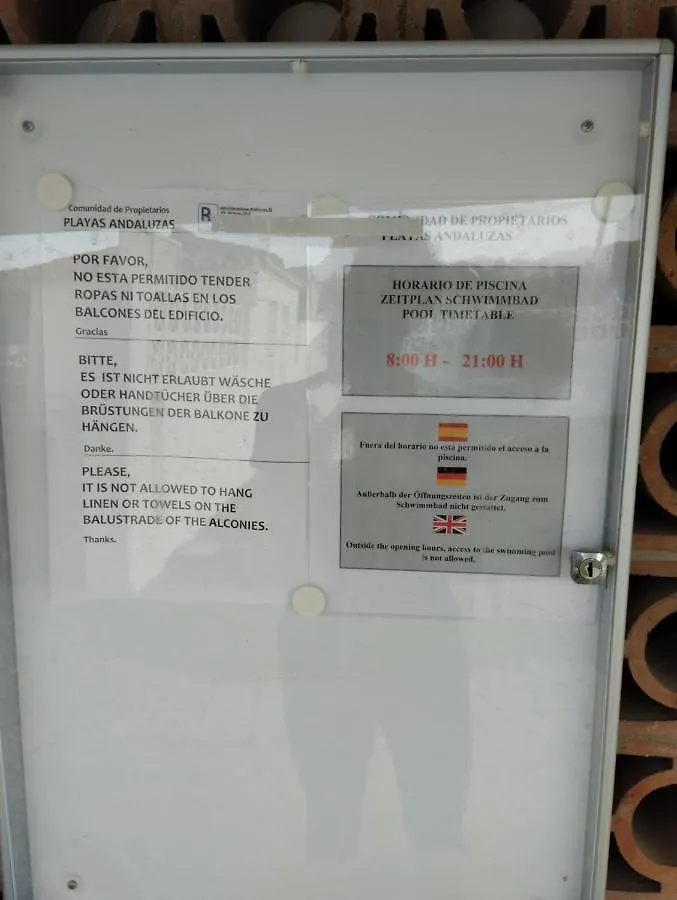 Comunidad de Propietarios
PLAYAS ANDALUZAS
R
POR FAVOR,
NO ESTA PERMITIDO TENDER
ROPAS NI TOALLAS EN LOS
BALCONES DEL EDIFICIO.
Gracias
BITTE,
ES IST NICHT ERLAUBT WÄSCHE
ODER HANDTÜCHER ÜBER DIE
BRÜSTUNGEN DER BALKONE ZU
HÄNGEN.
Danke.
PLEASE,
IT IS NOT ALLOWED TO HANG
LINEN OR TOWELS ON THE
BALUSTRADE OF THE ALCONIES.
Thanks.
COMUNIDAD DE PROPIETARIOS
PLAYAS ANDALUZAS
HORARIO DE PISCINA
ZEITPLAN SCHWIMMBAD
POOL TIMETABLE
8:00 H – 21:00 H
Fuera del horario no está permitido el acceso a la
piscina.
Außerhalb der Öffnungszeiten ist der Zugang zum
Schwimmbad nicht gestattet.
Outside the opening hours, access to the swimming pool
is not allowed.